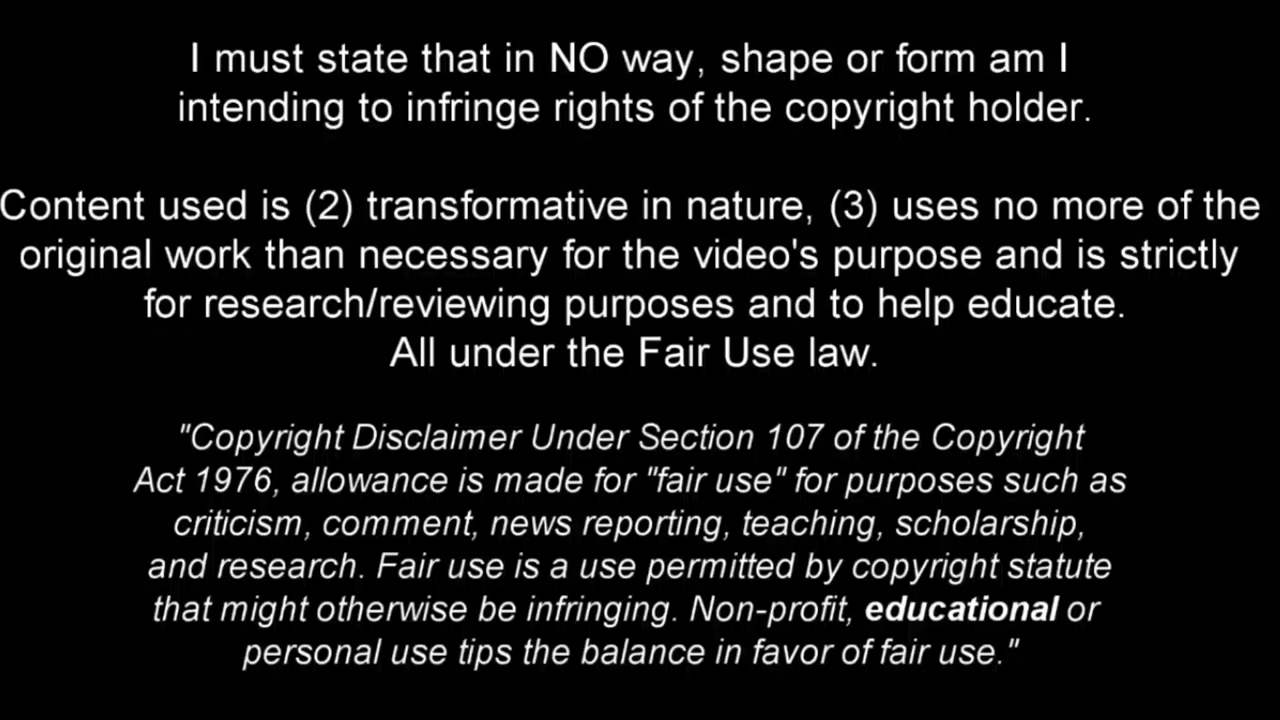 I must state that in NO way, shape or form am I
intending to infringe rights of the copyright holder.
Content used is (2) transformative in nature, (3) uses no more of the
original work than necessary for the video's purpose and is strictly
for research/reviewing purposes and to help educate.
All under the Fair Use law.
"Copyright Disclaimer Under Section 107 of the Copyright
Act 1976, allowance is made for "fair use" for purposes such as
criticism, comment, news reporting, teaching, scholarship,
and research. Fair use is a use permitted by copyright statute
that might otherwise be infringing. Non-profit, educational or
personal use tips the balance in favor of fair use."